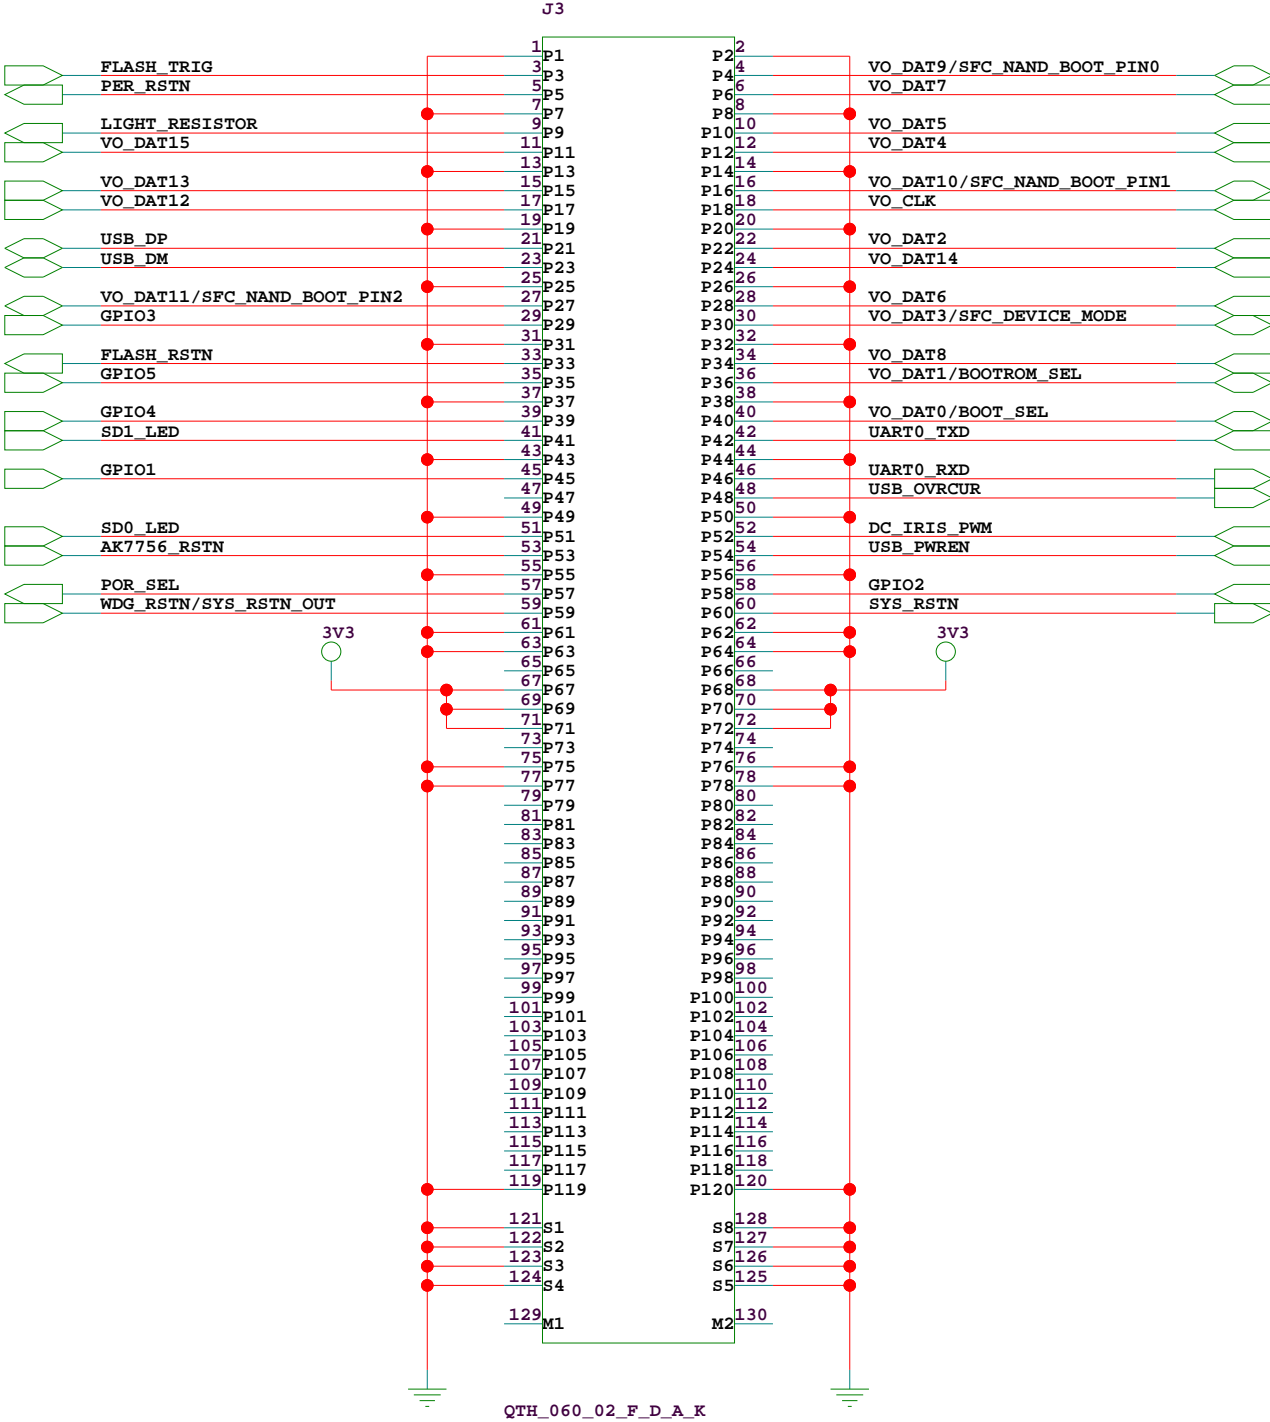 J3
1 P1 P2 2
FLASH_TRIG 3 P3 P4 4 VO_DAT9/SFC_NAND_BOOT_PIN0
PER_RSTN 5 P5 P6 6 VO_DAT7
7 P7 P8 8
LIGHT_RESISTOR 9 P9 P10 10 VO_DAT5
VO_DAT15 11 P11 P12 12 VO_DAT4
13 P13 P14 14
VO_DAT13 15 P15 P16 16 VO_DAT10/SFC_NAND_BOOT_PIN1
VO_DAT12 17 P17 P18 18 VO_CLK
19 P19 P20 20
USB_DP 21 P21 P22 22 VO_DAT2
USB_DM 23 P23 P24 24 VO_DAT14
25 P25 P26 26
VO_DAT11/SFC_NAND_BOOT_PIN2 27 P27 P28 28 VO_DAT6
GPIO3 29 P29 P30 30 VO_DAT3/SFC_DEVICE_MODE
31 P31 P32 32
FLASH_RSTN 33 P33 P34 34 VO_DAT8
GPIO5 35 P35 P36 36 VO_DAT1/BOOTROM_SEL
37 P37 P38 38
GPIO4 39 P39 P40 40 VO_DAT0/BOOT_SEL
SD1_LED 41 P41 P42 42 UART0_TXD
43 P43 P44 44
GPIO1 45 P45 P46 46 UART0_RXD
47 P47 P48 48 USB_OVRCUR
49 P49 P50 50
SD0_LED 51 P51 P52 52 DC_IRIS_PWM
AK7756_RSTN 53 P53 P54 54 USB_PWREN
55 P55 P56 56
POR_SEL 57 P57 P58 58 GPIO2
WDG_RSTN/SYS_RSTN_OUT 59 P59 P60 60 SYS_RSTN
61 P61 P62 62
3V3 63 P63 P64 64 3V3
65 P65 P66 66
67 P67 P68 68
69 P69 P70 70
71 P71 P72 72
73 P73 P74 74
75 P75 P76 76
77 P77 P78 78
79 P79 P80 80
81 P81 P82 82
83 P83 P84 84
85 P85 P86 86
87 P87 P88 88
89 P89 P90 90
91 P91 P92 92
93 P93 P94 94
95 P95 P96 96
97 P97 P98 98
99 P99 P100 100
101 P101 P102 102
103 P103 P104 104
105 P105 P106 106
107 P107 P108 108
109 P109 P110 110
111 P111 P112 112
113 P113 P114 114
115 P115 P116 116
117 P117 P118 118
119 P119 P120 120
121 S1 S8 128
122 S2 S7 127
123 S3 S6 126
124 S4 S5 125
129 M1 M2 130
QTH_060_02_F_D_A_K